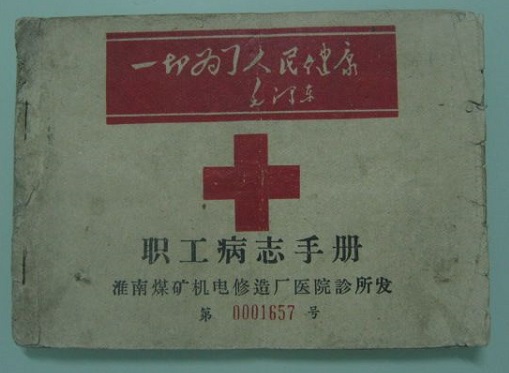 一切为了人民健康
毛泽东
职工病志手册
淮南煤矿机电修造厂医院診所发
第 0001657 号